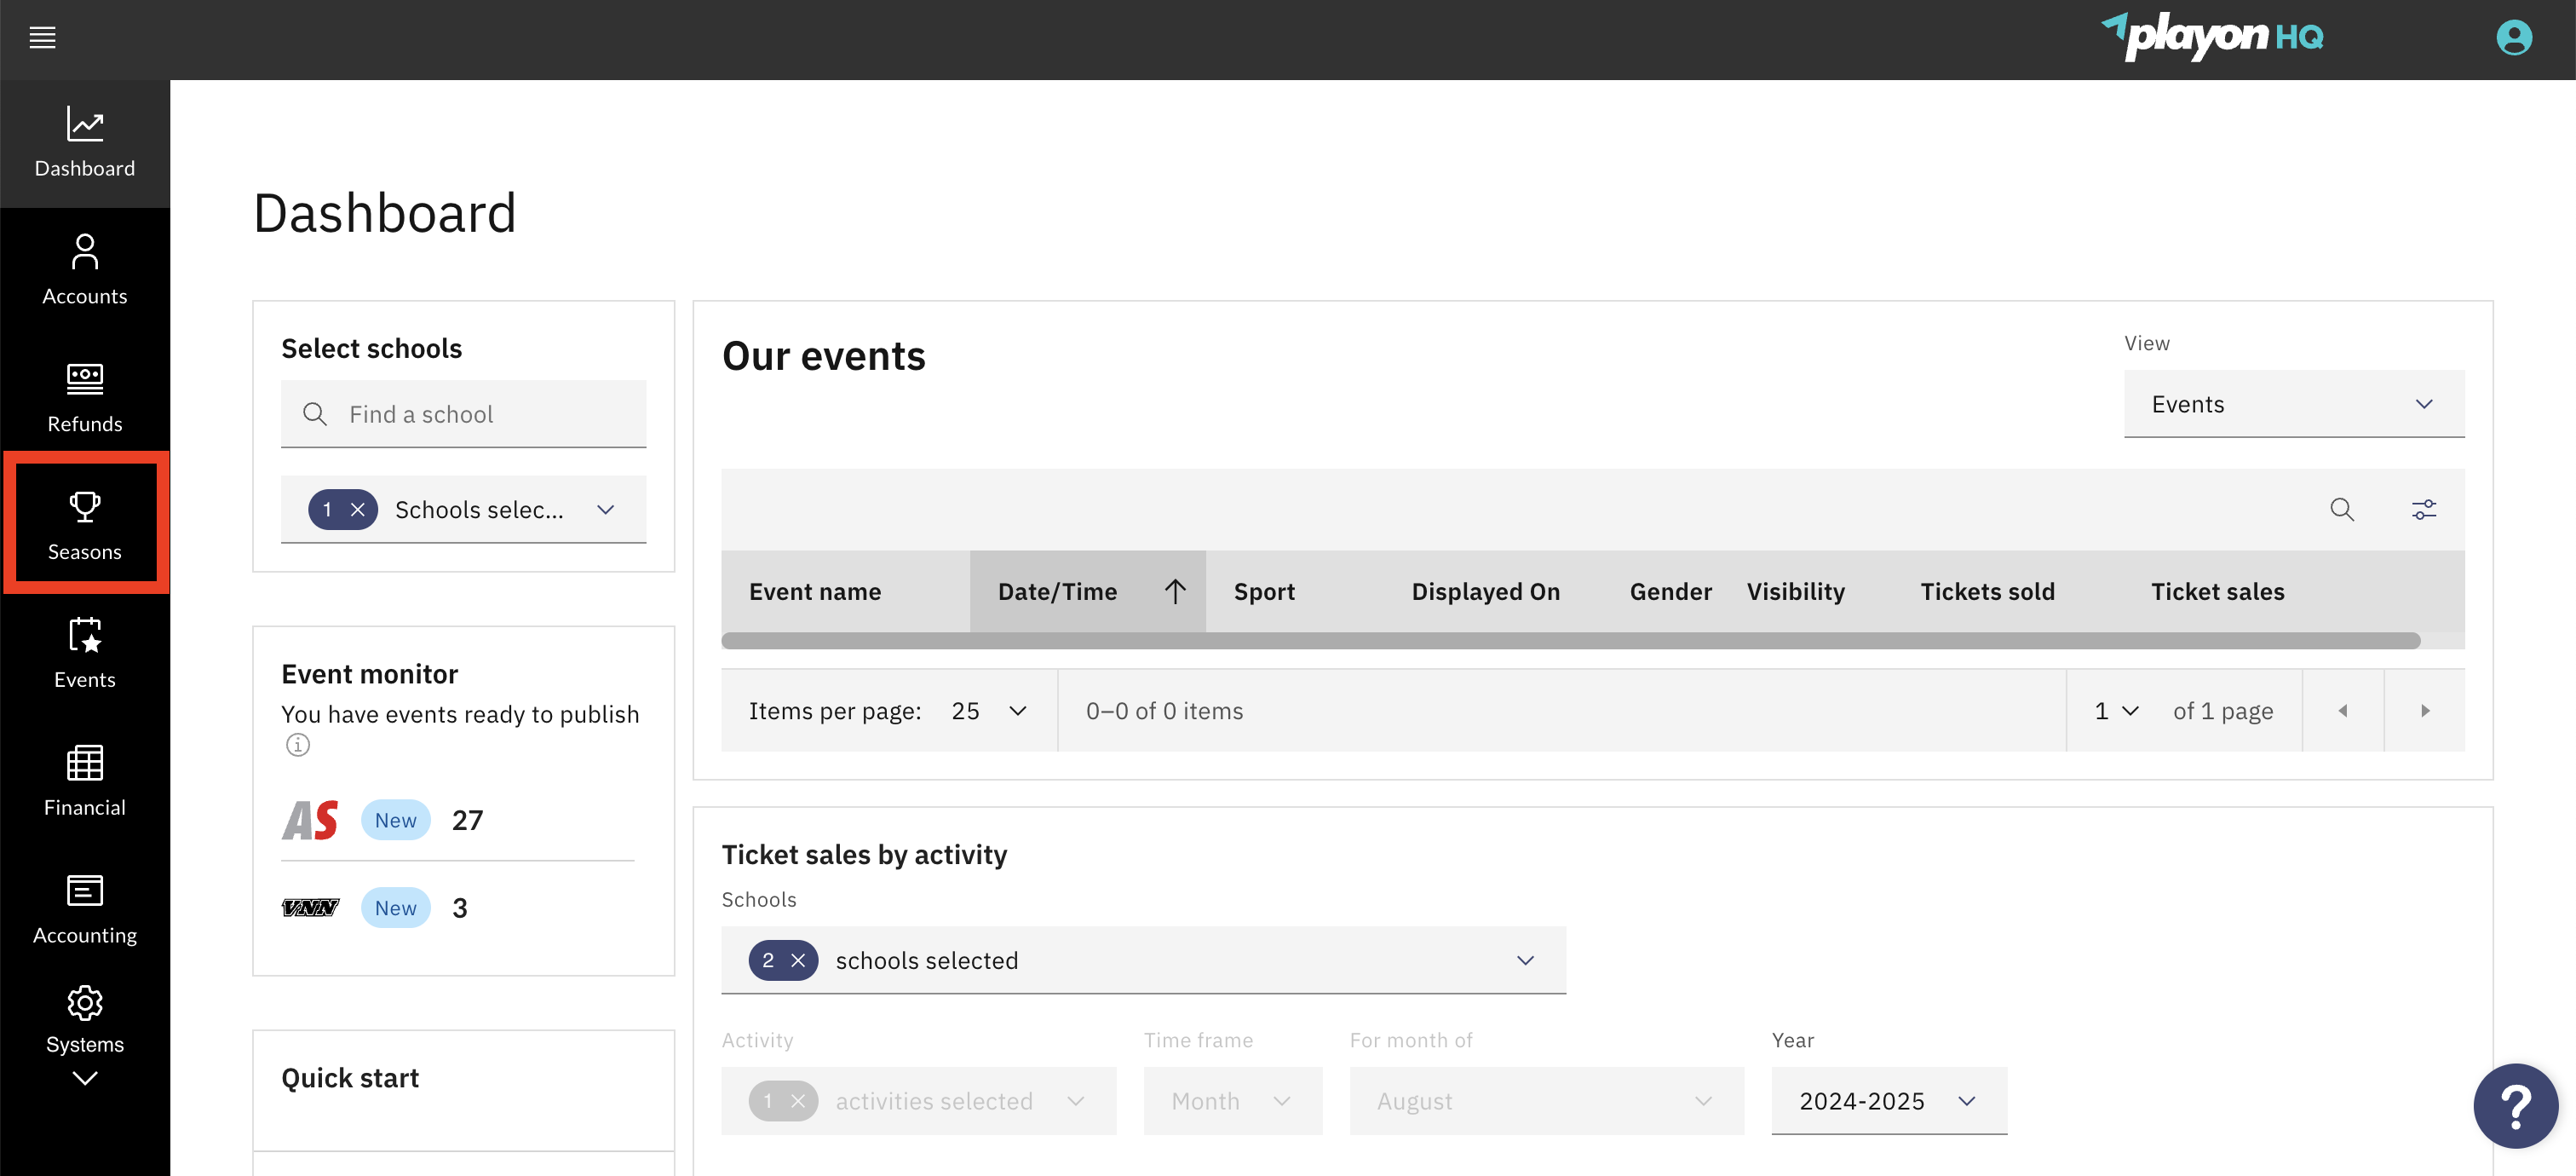 playon HQ
Dashboard
Accounts
Refunds
Seasons
Events
Financial
Accounting
Systems
Dashboard
Select schools
Find a school
1 Schools selec...
Event monitor
You have events ready to publish
AS New 27
VNN New 3
Quick start
Our events
View
Events
Event name Date/Time Sport Displayed On Gender Visibility Tickets sold Ticket sales
Items per page: 25 0–0 of 0 items 1 of 1 page
Ticket sales by activity
Schools
2 schools selected
Activity Time frame For month of Year
1 activities selected Month August 2024-2025
?